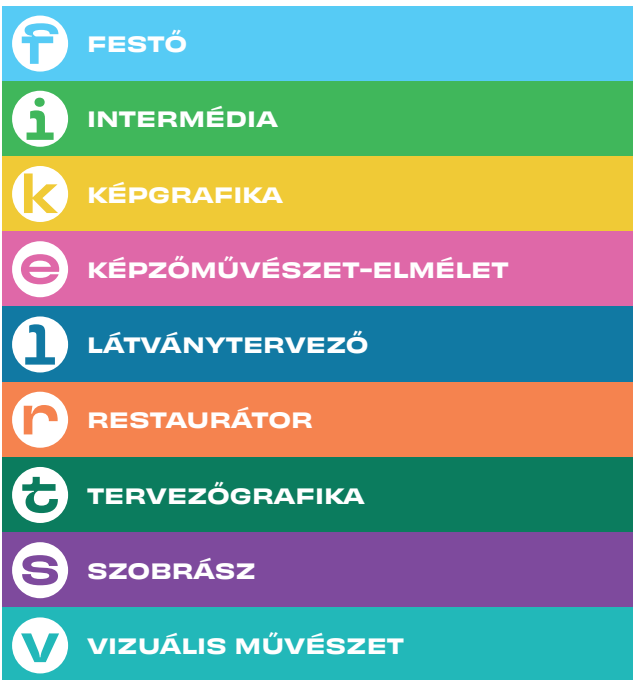 f FESTŐ
i INTERMÉDIA
k KÉPGRAFIKA
e KÉPZŐMŰVÉSZET-ELMÉLET
l LÁTVÁNYTERVEZŐ
r RESTAURÁTOR
t TERVEZŐGRAFIKA
s SZOBRÁSZ
v VIZUÁLIS MŰVÉSZET